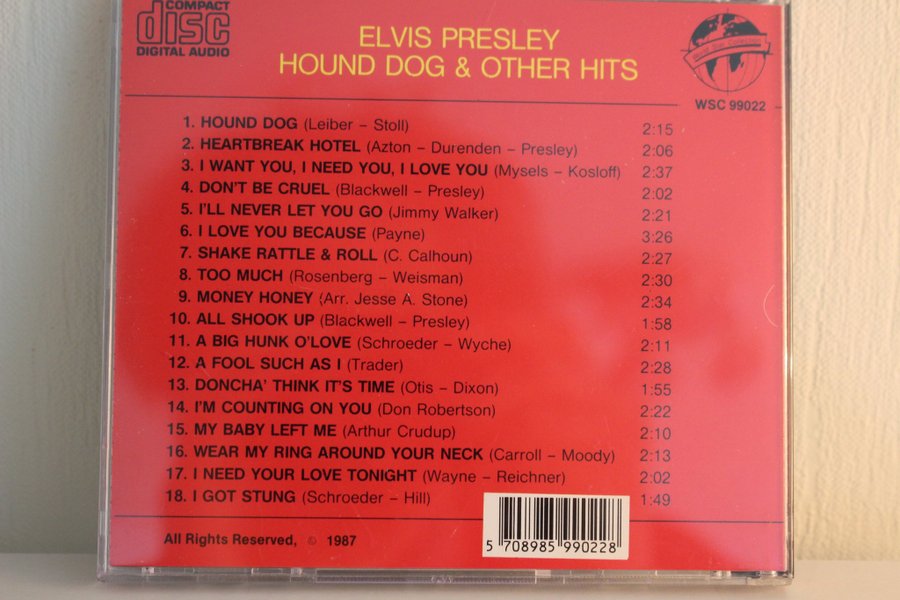 COMPACT
disc
DIGITAL AUDIO
ELVIS PRESLEY
HOUND DOG & OTHER HITS
World Star Collection
WSC 99022
1. HOUND DOG (Leiber – Stoll) 2:15
2. HEARTBREAK HOTEL (Azton – Durenden – Presley) 2:06
3. I WANT YOU, I NEED YOU, I LOVE YOU (Mysels – Kosloff) 2:37
4. DON'T BE CRUEL (Blackwell – Presley) 2:02
5. I'LL NEVER LET YOU GO (Jimmy Walker) 2:21
6. I LOVE YOU BECAUSE (Payne) 3:26
7. SHAKE RATTLE & ROLL (C. Calhoun) 2:27
8. TOO MUCH (Rosenberg – Weisman) 2:30
9. MONEY HONEY (Arr. Jesse A. Stone) 2:34
10. ALL SHOOK UP (Blackwell – Presley) 1:58
11. A BIG HUNK O'LOVE (Schroeder – Wyche) 2:11
12. A FOOL SUCH AS I (Trader) 2:28
13. DONCHA' THINK IT'S TIME (Otis – Dixon) 1:55
14. I'M COUNTING ON YOU (Don Robertson) 2:22
15. MY BABY LEFT ME (Arthur Crudup) 2:10
16. WEAR MY RING AROUND YOUR NECK (Carroll – Moody) 2:13
17. I NEED YOUR LOVE TONIGHT (Wayne – Reichner) 2:02
18. I GOT STUNG (Schroeder – Hill) 1:49
All Rights Reserved, © 1987
5 708985 990228